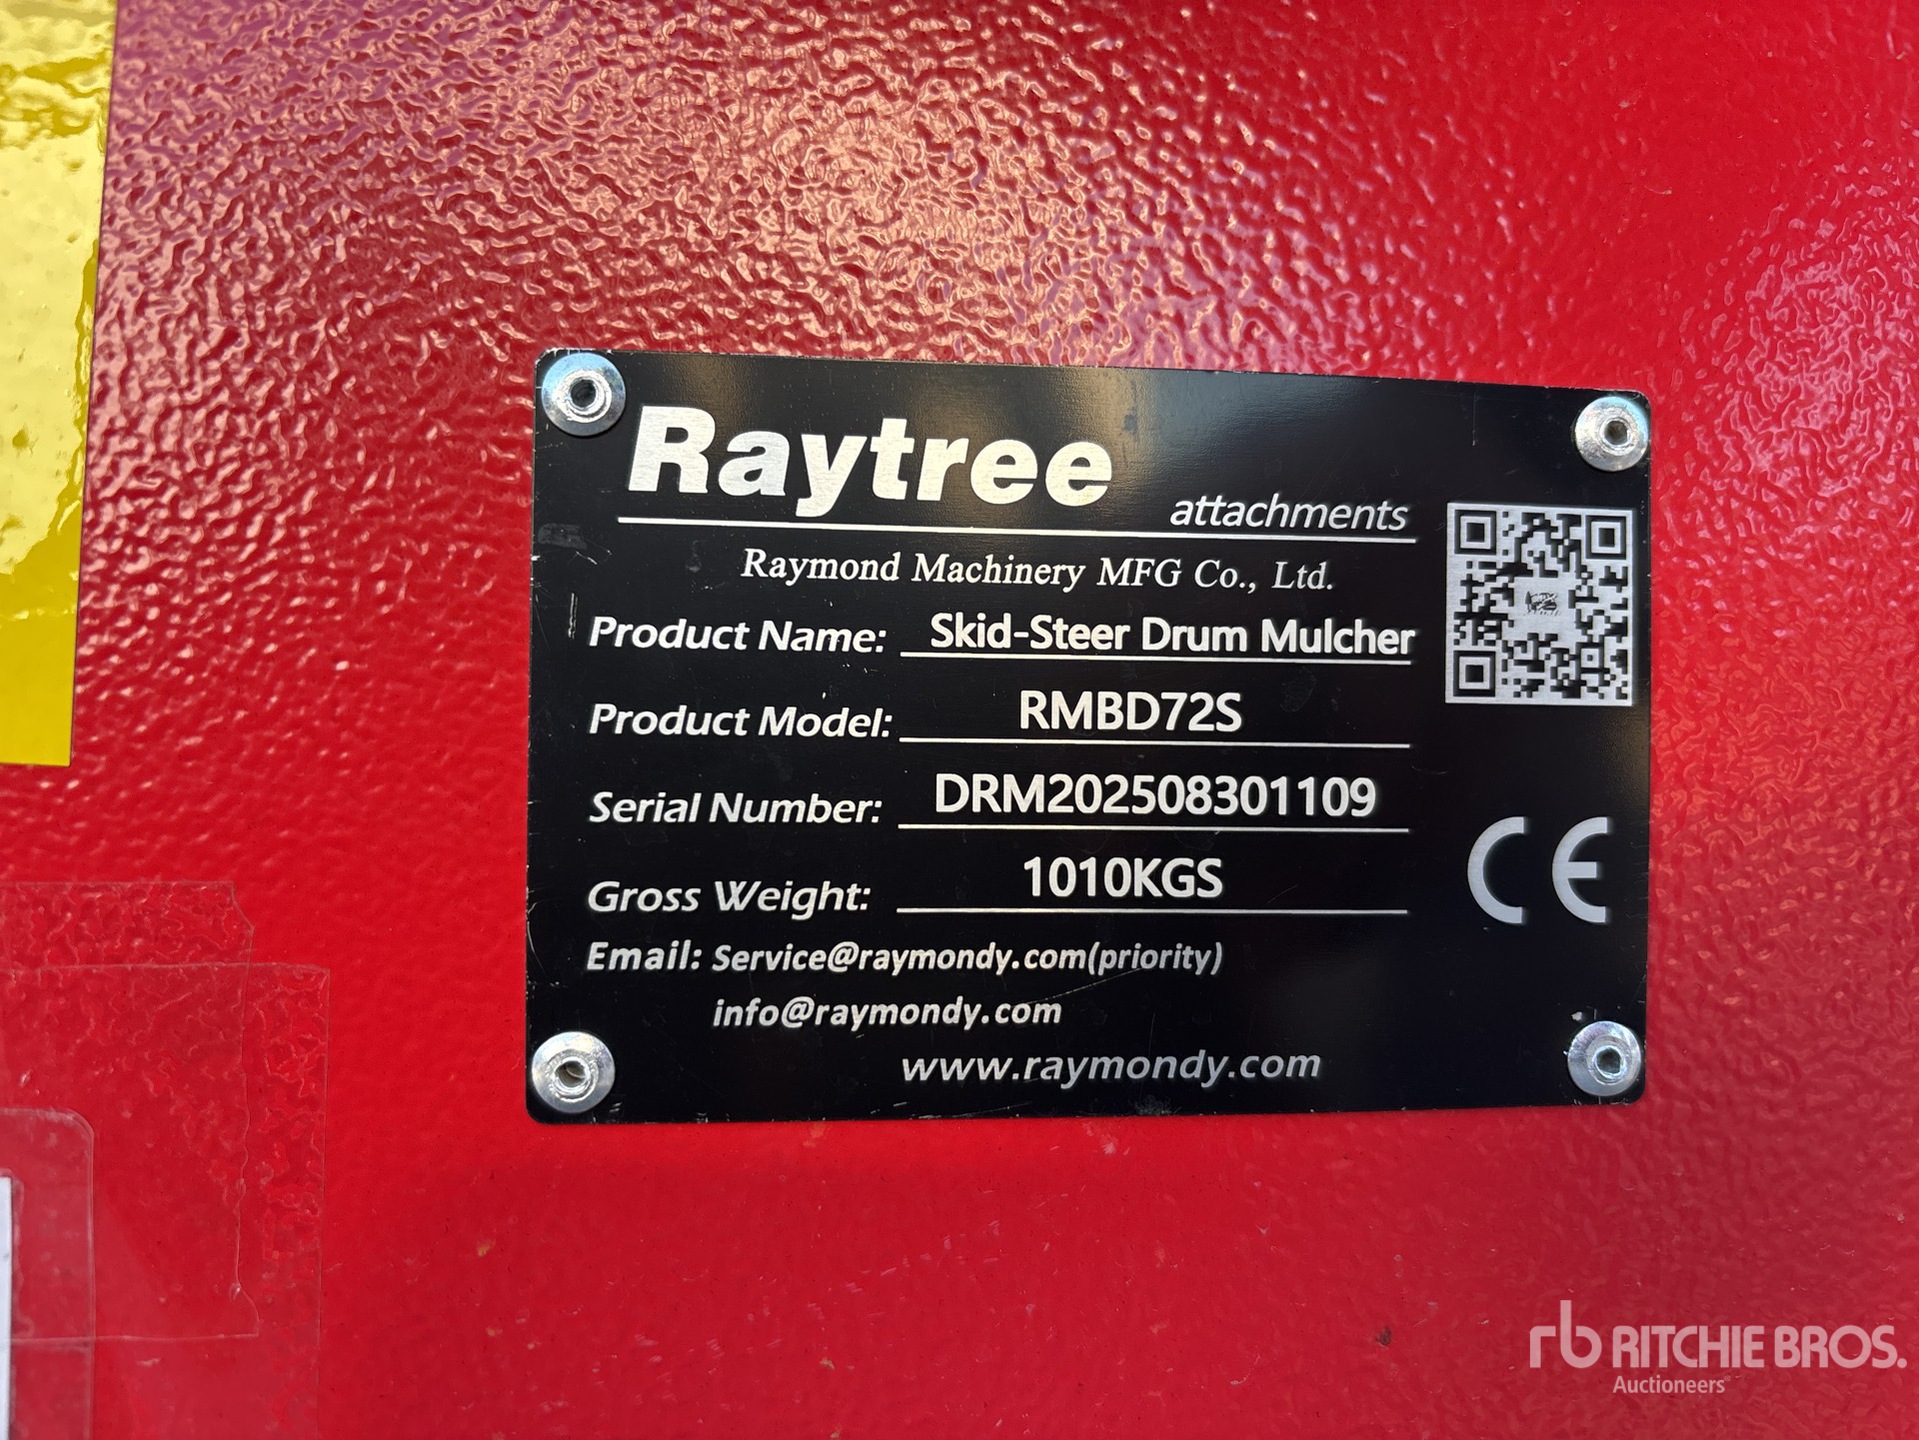 Raytree
attachments
Raymond Machinery MFG Co., Ltd.
Product Name: Skid-Steer Drum Mulcher
Product Model: RMBD72S
Serial Number: DRM202508301109
Gross Weight: 1010KGS
CE
Email: Service@raymondy.com(priority)
info@raymondy.com
www.raymondy.com
rb RITCHIE BROS.
Auctioneers